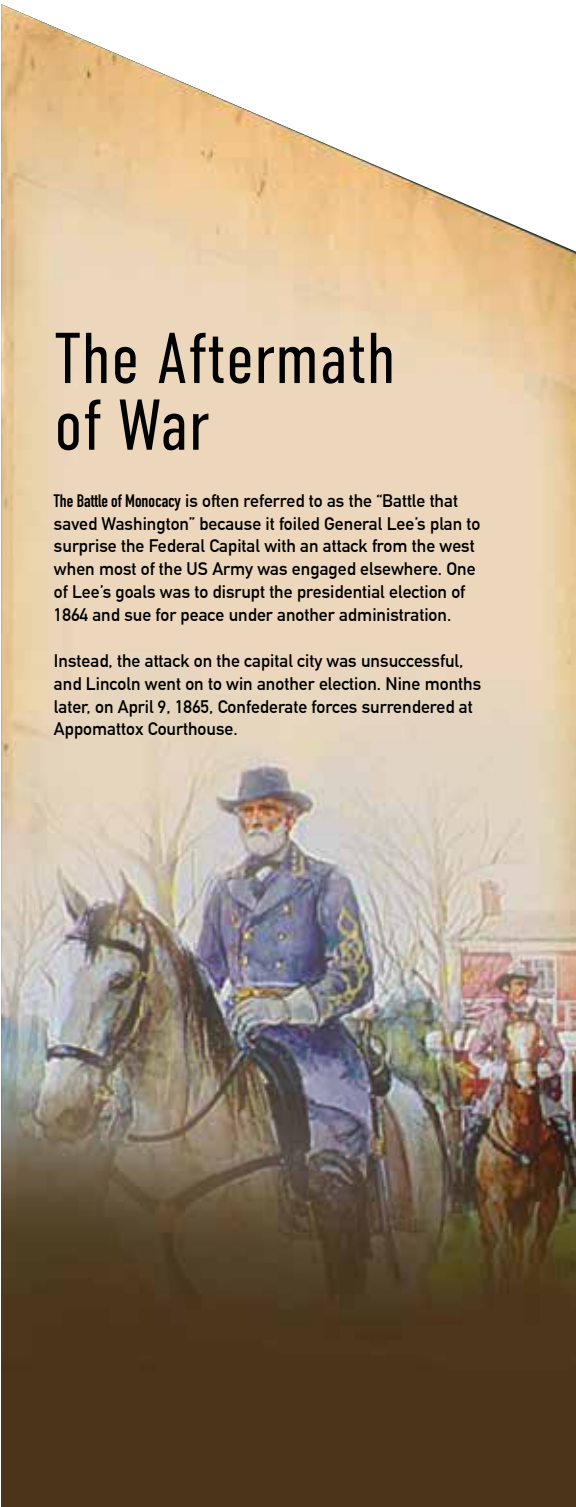 The Aftermath
of War
The Battle of Monocacy is often referred to as the “Battle that
saved Washington” because it foiled General Lee’s plan to
surprise the Federal Capital with an attack from the west
when most of the US Army was engaged elsewhere. One
of Lee’s goals was to disrupt the presidential election of
1864 and sue for peace under another administration.
Instead, the attack on the capital city was unsuccessful,
and Lincoln went on to win another election. Nine months
later, on April 9, 1865, Confederate forces surrendered at
Appomattox Courthouse.